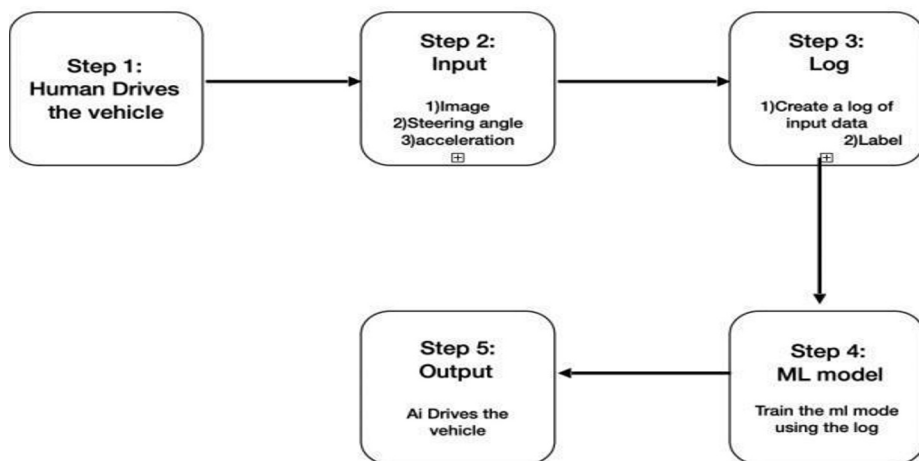 Step 1:
Human Drives
the vehicle
Step 2:
Input
1)Image
2)Steering angle
3)acceleration
Step 3:
Log
1)Create a log of
input data
2)Label
Step 4:
ML model
Train the ml mode
using the log
Step 5:
Output
Ai Drives the
vehicle